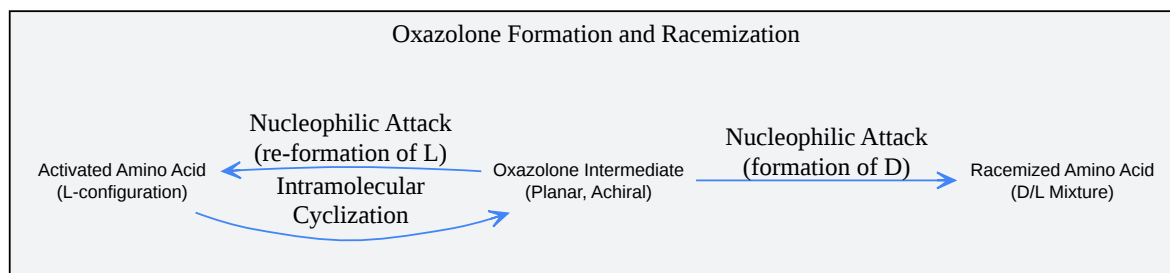 Oxazolone Formation and Racemization
Nucleophilic Attack
(re-formation of L)
Nucleophilic Attack
(formation of D)
Activated Amino Acid
(L-configuration)
Intramolecular
Cyclization
Oxazolone Intermediate
(Planar, Achiral)
Racemized Amino Acid
(D/L Mixture)